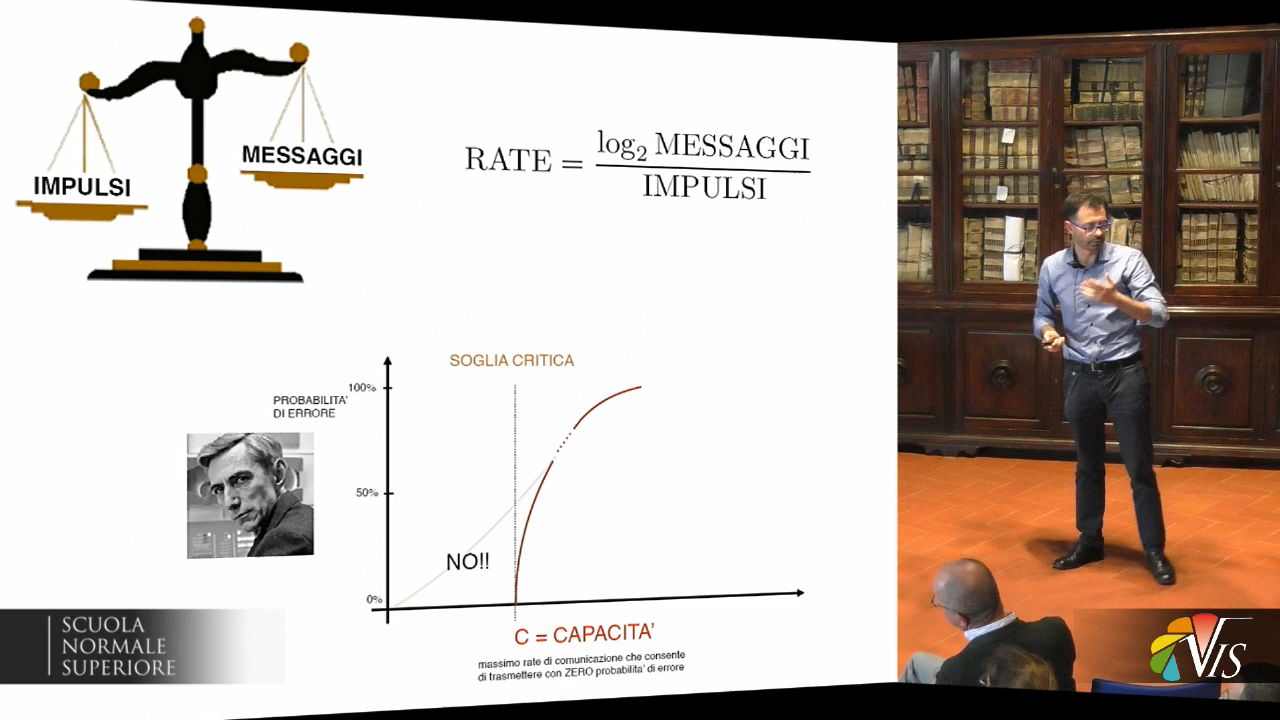 IMPULSI
MESSAGGI
RATE = log₂ MESSAGGI
IMPULSI
SOGLIA CRITICA
PROBABILITA'
DI ERRORE
100%
50%
0%
NO!!
C = CAPACITA'
massimo rate di comunicazione che consente
di trasmettere con ZERO probabilita' di errore
SCUOLA
NORMALE
SUPERIORE
VIS